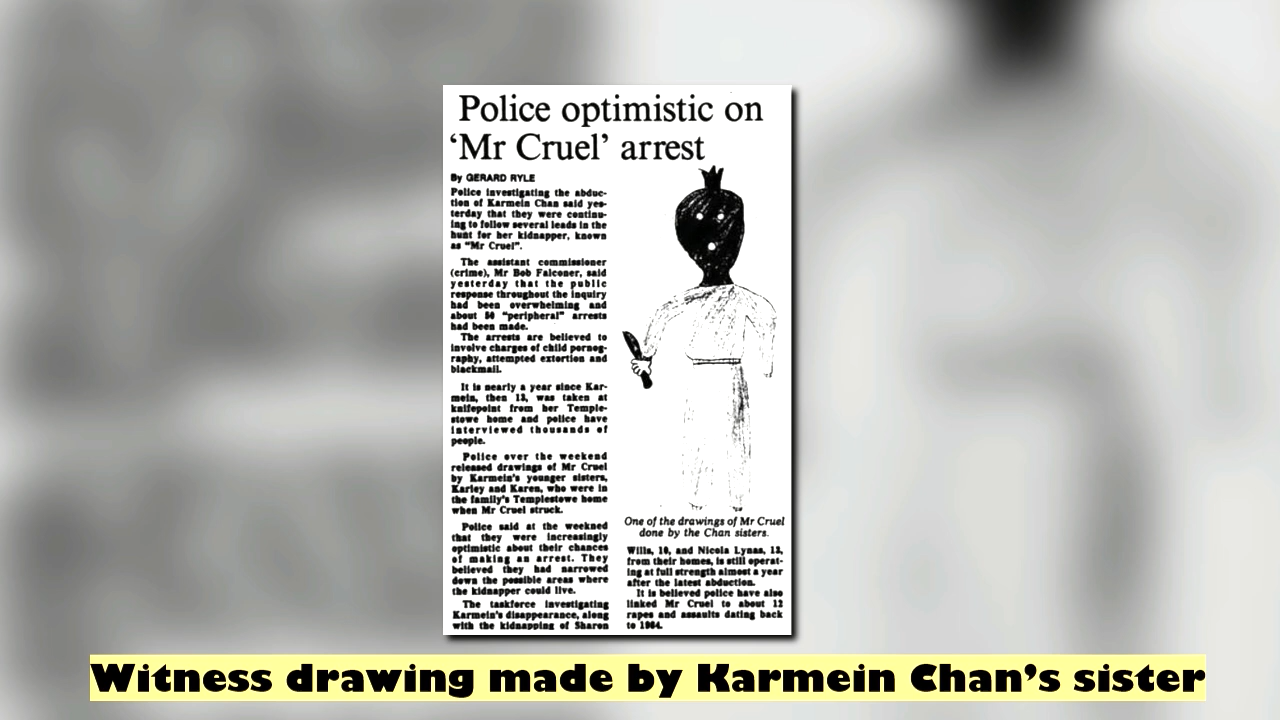 Police optimistic on
‘Mr Cruel’ arrest
By GERARD RYLE
Police investigating the abduc-
tion of Karmein Chan said yes-
terday that they were continu-
ing to follow several leads in the
hunt for her kidnapper, known
as "Mr Cruel".
The assistant commissioner
(crime), Mr Bob Falconer, said
yesterday that the public
response throughout the inquiry
had been overwhelming and
about 50 "peripheral" arrests
had been made.
The arrests are believed to
involve charges of child pornog-
raphy, attempted extortion and
blackmail.
It is nearly a year since Kar-
mein, then 13, was taken at
knifepoint from her Temple-
stowe home and police have
interviewed thousands of
people.
Police over the weekend
released drawings of Mr Cruel
by Karmein's younger sisters,
Karley and Karen, who were in
the family's Templestowe home
when Mr Cruel struck.
Police said at the weekned
that they were increasingly
optimistic about their chances
of making an arrest. They
believed they had narrowed
down the possible areas where
the kidnapper could live.
The taskforce investigating
Karmein's disappearance, along
with the kidnapping of Sharon
One of the drawings of Mr Cruel
done by the Chan sisters.
Wills, 10, and Nicola Lynas, 13,
from their homes, is still operat-
ing at full strength almost a year
after the latest abduction.
It is believed police have also
linked Mr Cruel to about 12
rapes and assaults dating back
to 1984.
Witness drawing made by Karmein Chan’s sister